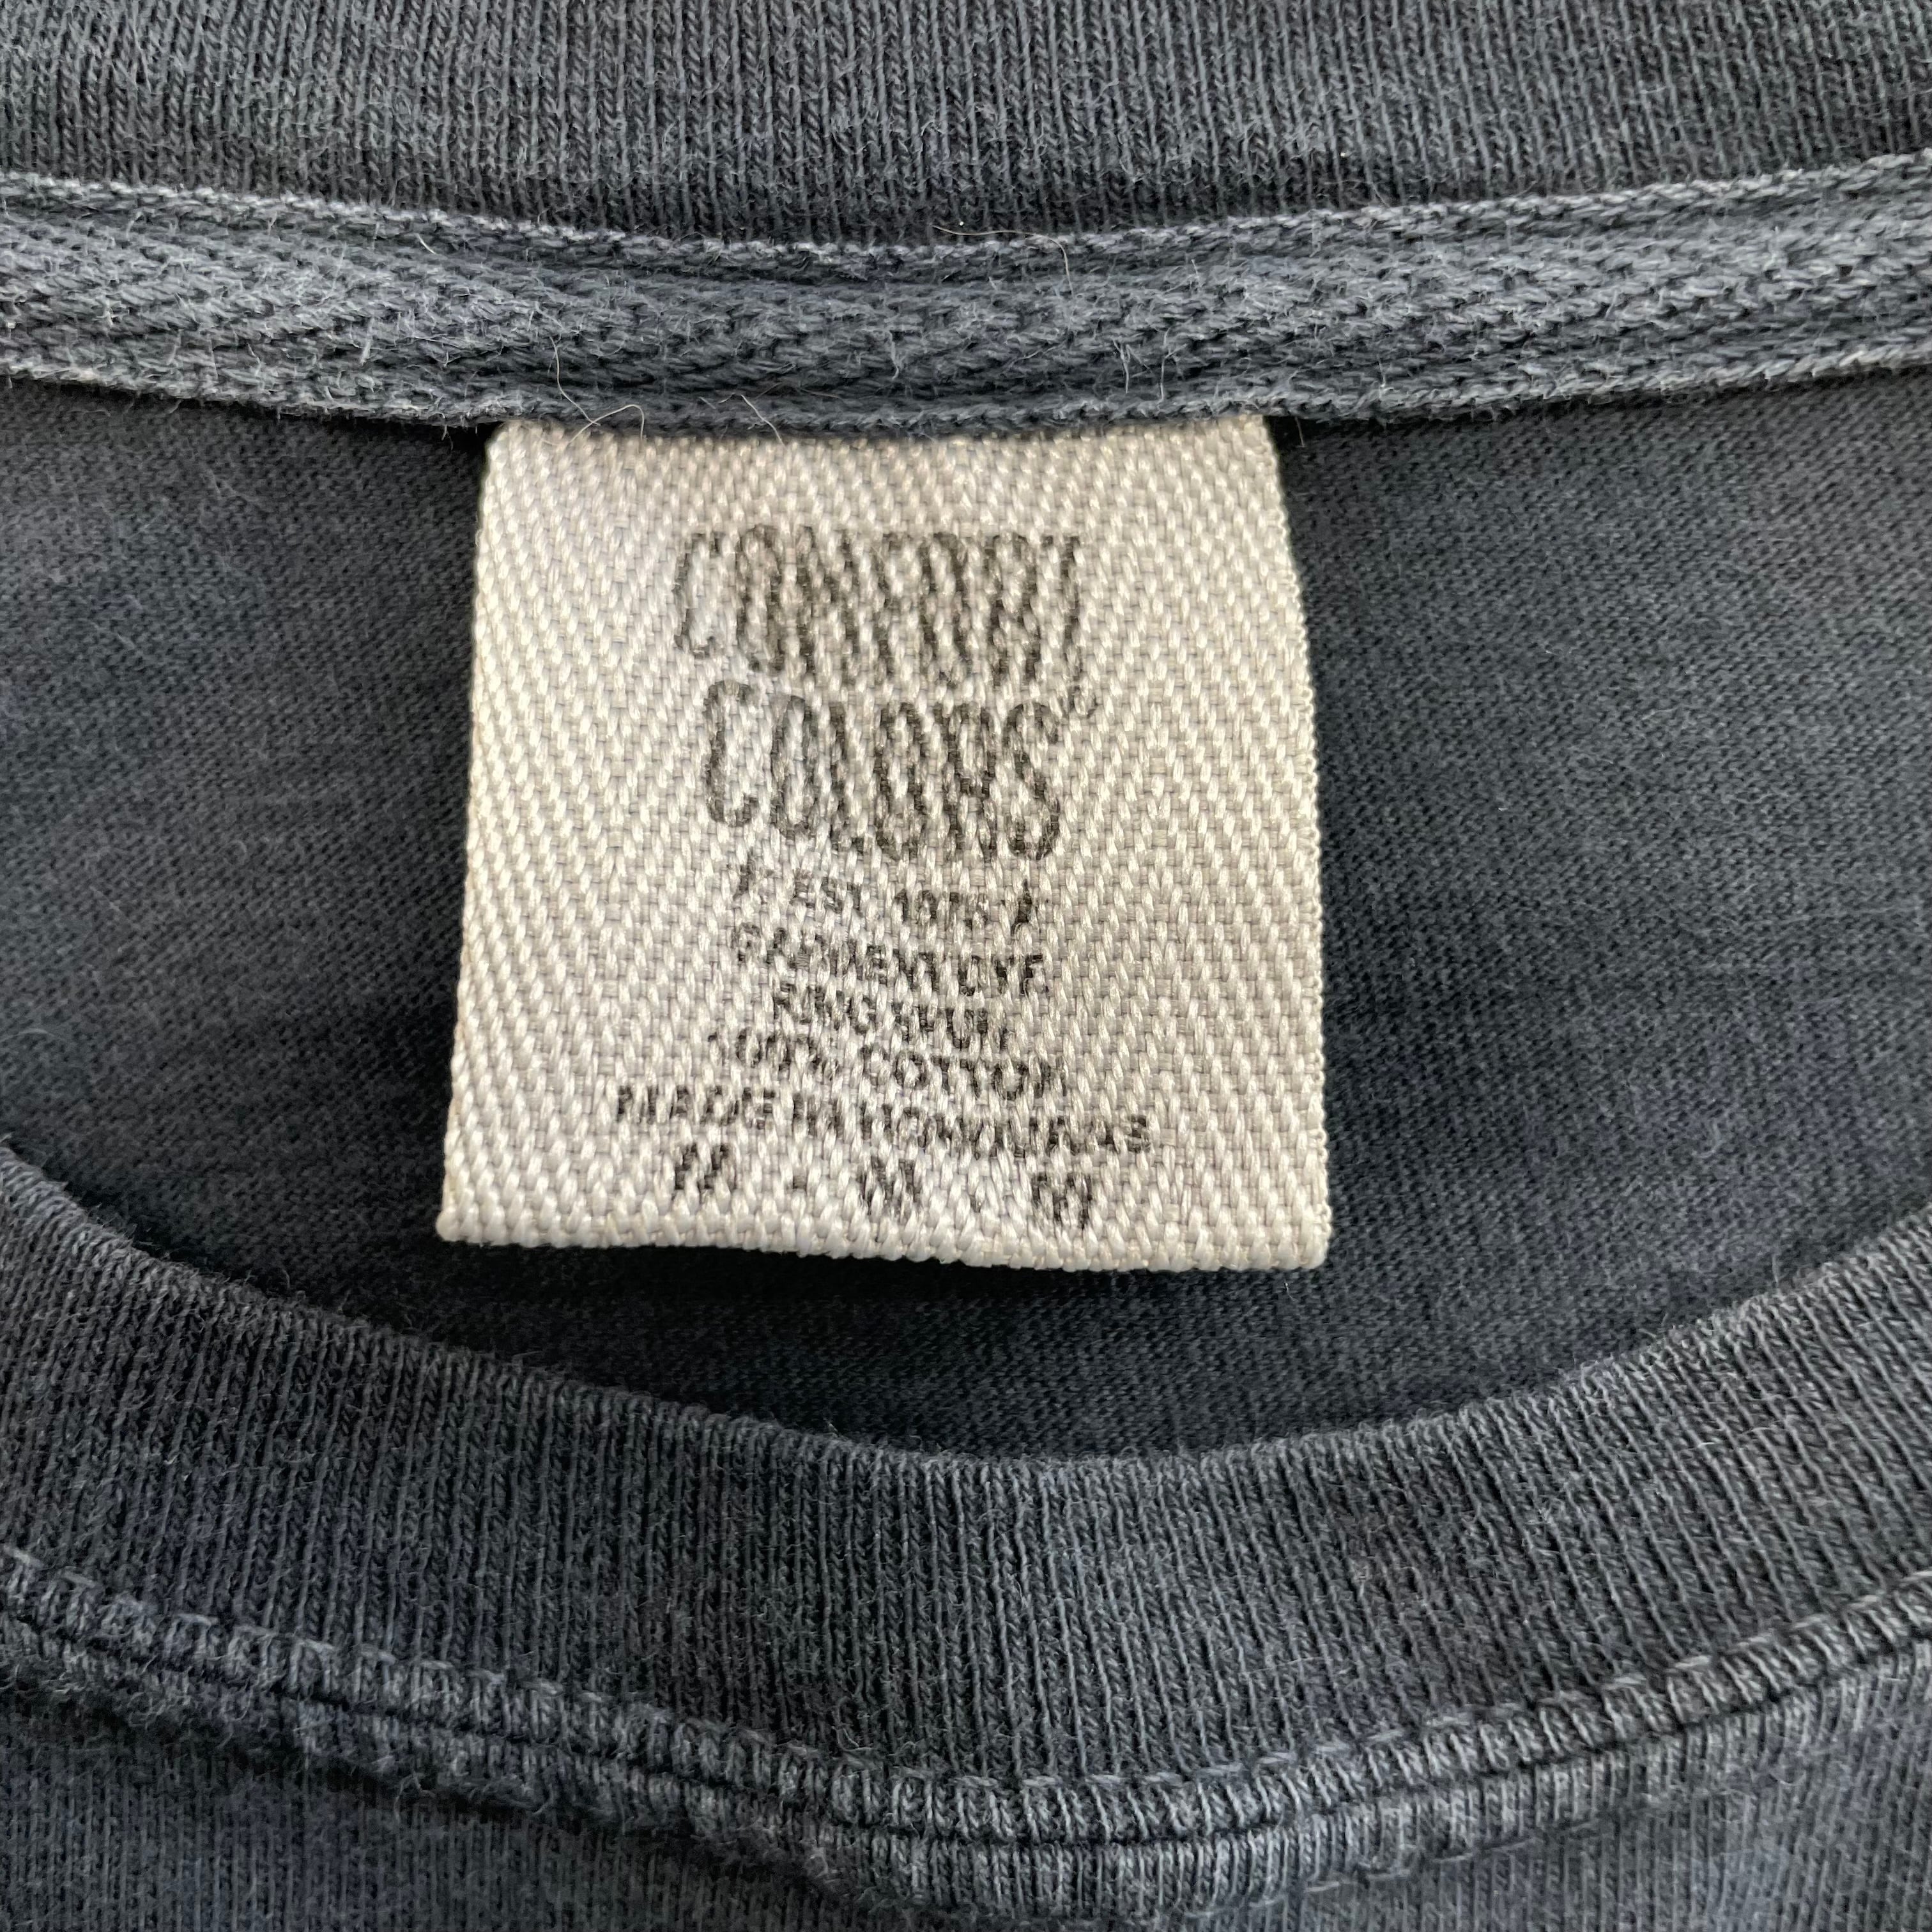 COMFORT
COLORS®
★ EST. 1975 ★
GARMENT DYE
RING SPUN
100% COTTON
MADE IN HONDURAS
M · M · M